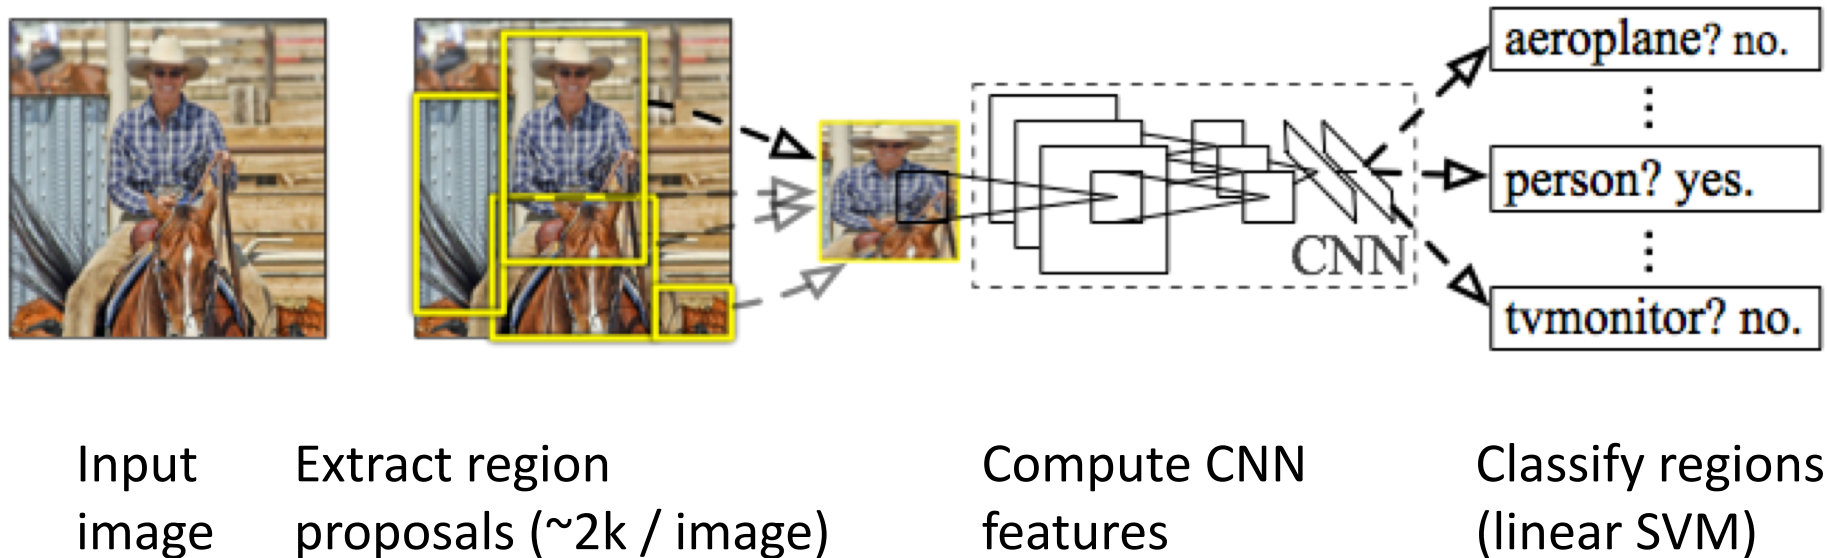 aeroplane? no.
person? yes.
CNN
tvmonitor? no.
Input image
Extract region proposals (~2k / image)
Compute CNN features
Classify regions (linear SVM)